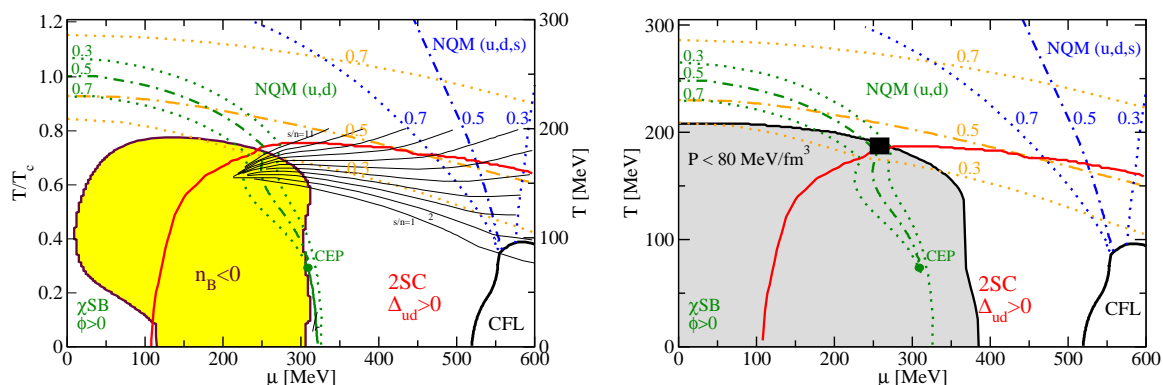 1.2
1.0
0.8
0.6
0.4
0.2
0
T/T_c
0.3
0.5
0.7
NQM (u,d,s)
NQM (u,d)
0.7
0.7
0.5
0.3
0.5
0.3
s/n=11
s/n=1
2
n_B<0
CEP
χSB
ϕ>0
2SC
Δ_ud>0
CFL
0
100
200
300
T [MeV]
0 100 200 300 400 500 600
μ [MeV]
300
200
100
0
T [MeV]
0.3
0.5
0.7
NQM (u,d,s)
NQM (u,d)
0.7
0.7
0.5
0.3
0.5
0.3
P < 80 MeV/fm^3
CEP
χSB
ϕ>0
2SC
Δ_ud>0
CFL
0 100 200 300 400 500 600
μ [MeV]